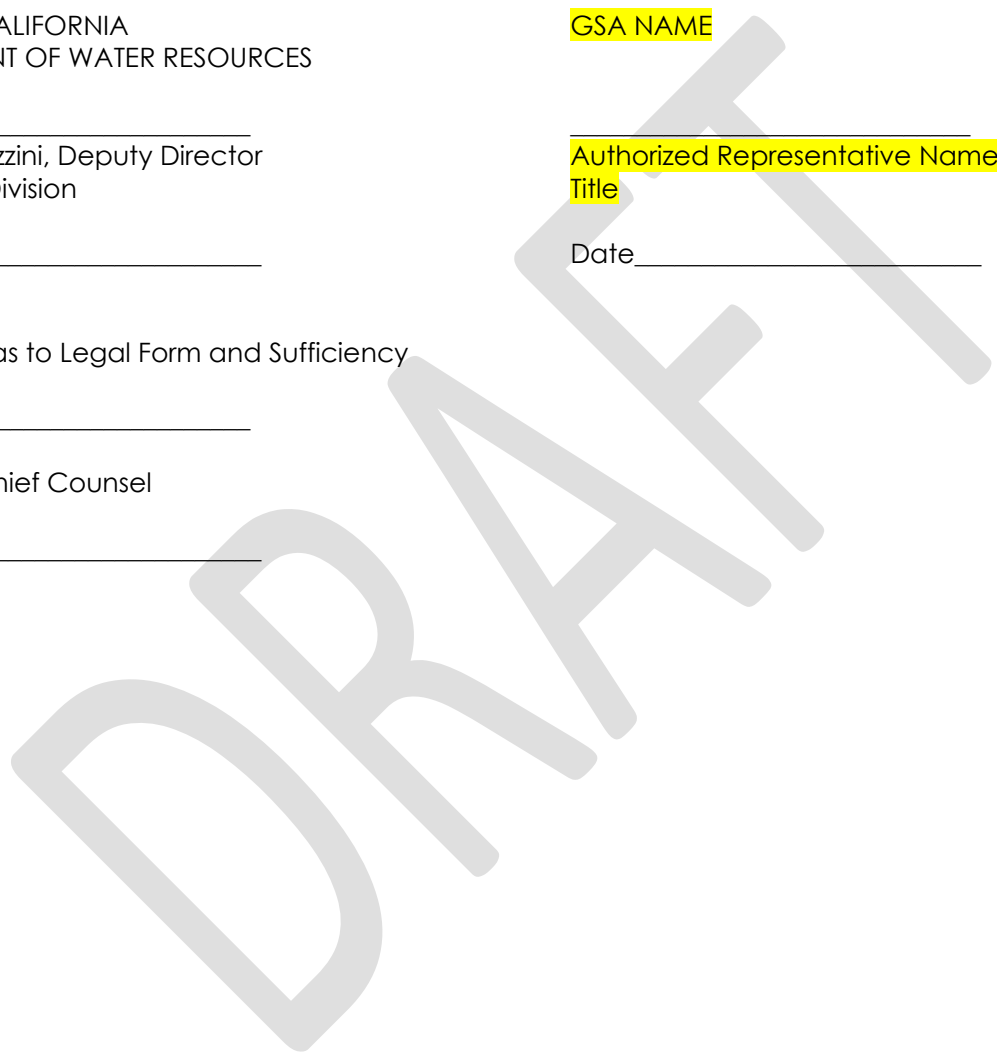 ALIFORNIA
NT OF WATER RESOURCES
zzini, Deputy Director
ivision
as to Legal Form and Sufficiency
hief Counsel
GSA NAME
Authorized Representative Name
Title
Date__________________________
DRAFT